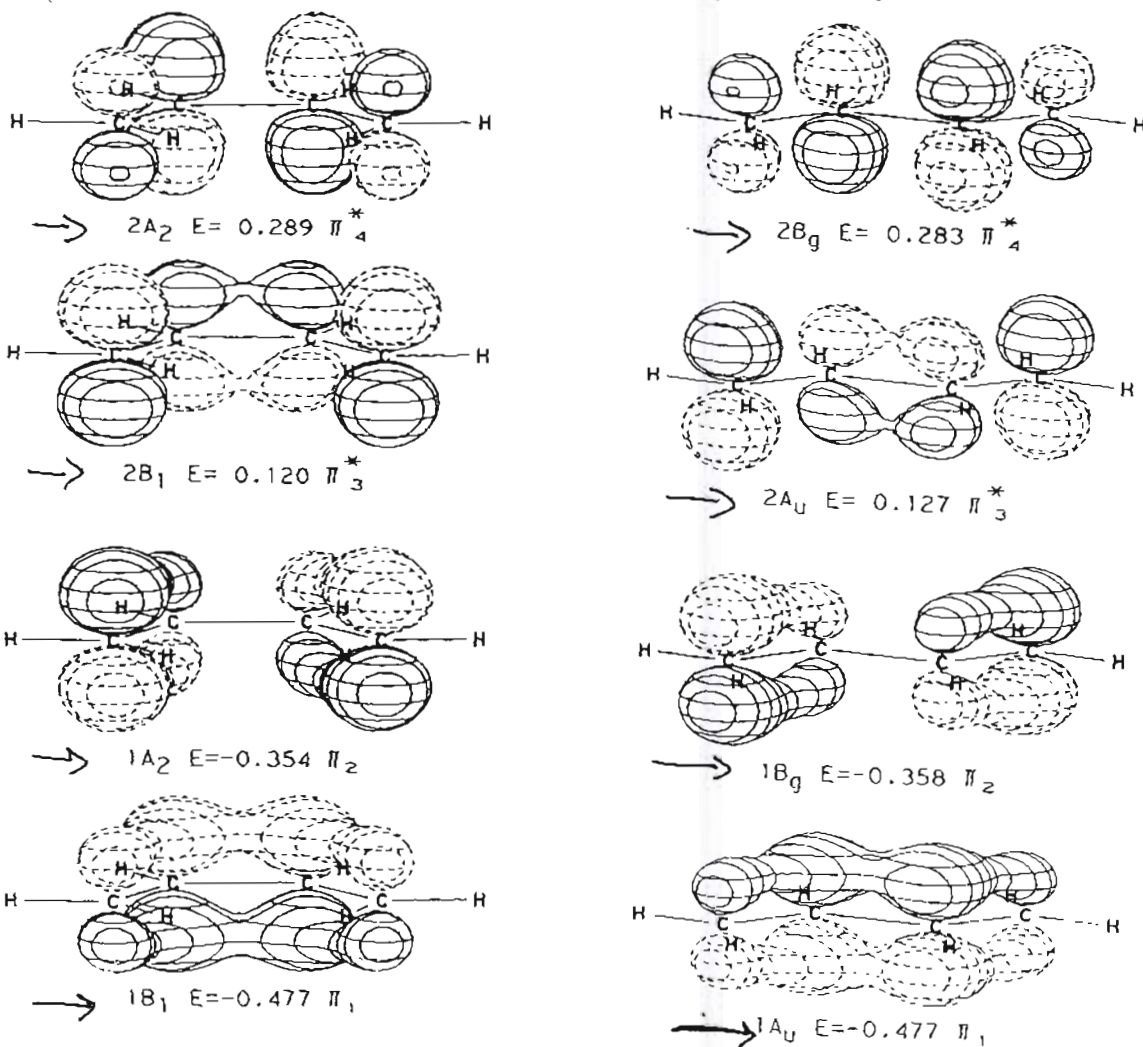 H H H C C C C H H H
2A₂ E= 0.289 π*₄
H H H C C C C H H H
2B₁ E= 0.120 π*₃
H H H C C C C H H H
1A₂ E=-0.354 π₂
H H H C C C C H H H
1B₁ E=-0.477 π₁
H H H C C C C H H H
2Bg E= 0.283 π*₄
H H H C C C C H H H
2Aᵤ E= 0.127 π*₃
H H H C C C C H H H
1Bg E=-0.358 π₂
H H H C C C C H H H
1Aᵤ E=-0.477 π₁